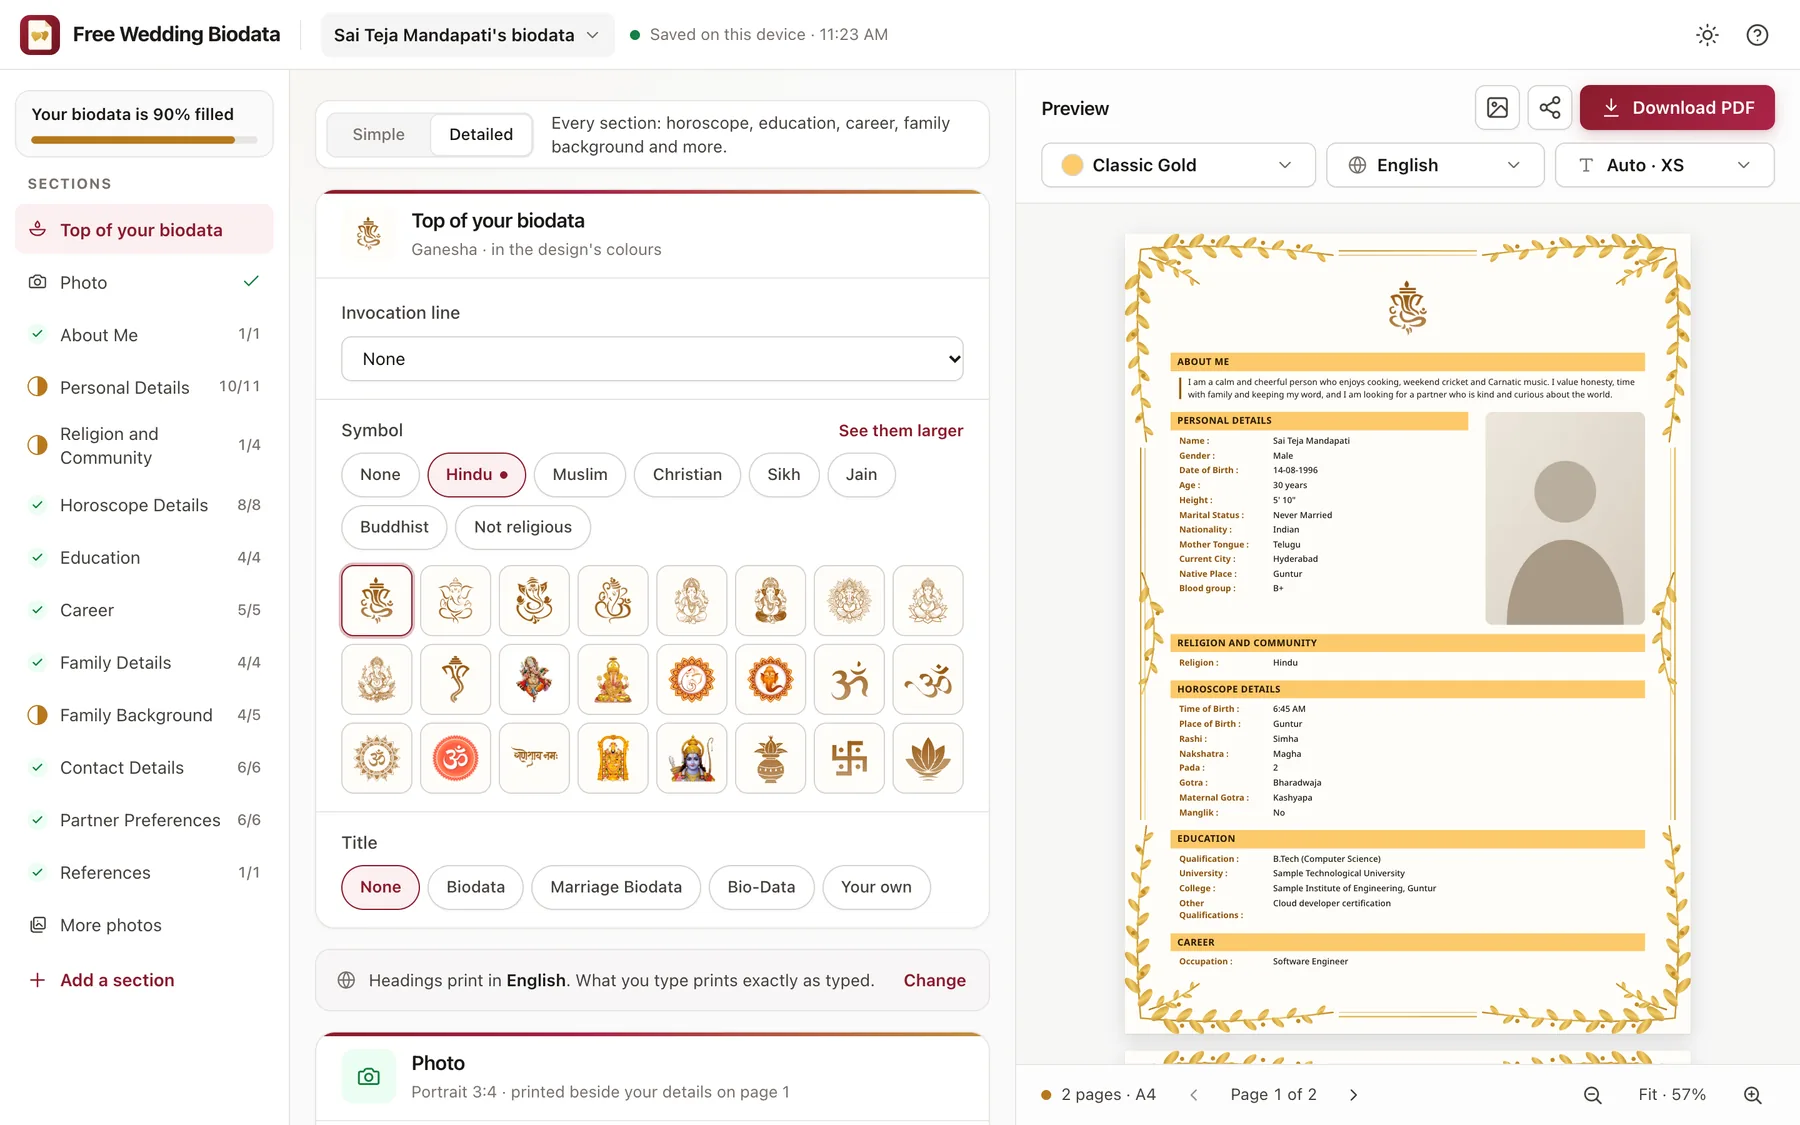 Free Wedding Biodata
Sai Teja Mandapati's biodata
Saved on this device · 11:23 AM
Your biodata is 90% filled
SECTIONS
Top of your biodata
Photo
About Me 1/1
Personal Details 10/11
Religion and
Community 1/4
Horoscope Details 8/8
Education 4/4
Career 5/5
Family Details 4/4
Family Background 4/5
Contact Details 6/6
Partner Preferences 6/6
References 1/1
More photos
Add a section
Simple Detailed
Every section: horoscope, education, career, family
background and more.
Top of your biodata
Ganesha · in the design's colours
Invocation line
None
Symbol See them larger
None Hindu Muslim Christian Sikh Jain
Buddhist Not religious
Title
None Biodata Marriage Biodata Bio-Data Your own
Headings print in English. What you type prints exactly as typed. Change
Photo
Portrait 3:4 · printed beside your details on page 1
Preview
Download PDF
Classic Gold English Auto · XS
ABOUT ME
I am a calm and cheerful person who enjoys cooking, weekend cricket and Carnatic music. I value honesty, time
with family and keeping my word, and I am looking for a partner who is kind and curious about the world.
PERSONAL DETAILS
Name : Sai Teja Mandapati
Gender : Male
Date of Birth : 14-08-1996
Age : 30 years
Height : 5' 10"
Marital Status : Never Married
Nationality : Indian
Mother Tongue : Telugu
Current City : Hyderabad
Native Place : Guntur
Blood group : B+
RELIGION AND COMMUNITY
Religion : Hindu
HOROSCOPE DETAILS
Time of Birth : 6:45 AM
Place of Birth : Guntur
Rashi : Simha
Nakshatra : Magha
Pada : 2
Gotra : Bharadwaja
Maternal Gotra : Kashyapa
Manglik : No
EDUCATION
Qualification : B.Tech (Computer Science)
University : Sample Technological University
College : Sample Institute of Engineering, Guntur
Other Cloud developer certification
Qualifications :
CAREER
Occupation : Software Engineer
2 pages · A4
Page 1 of 2
Fit · 57%